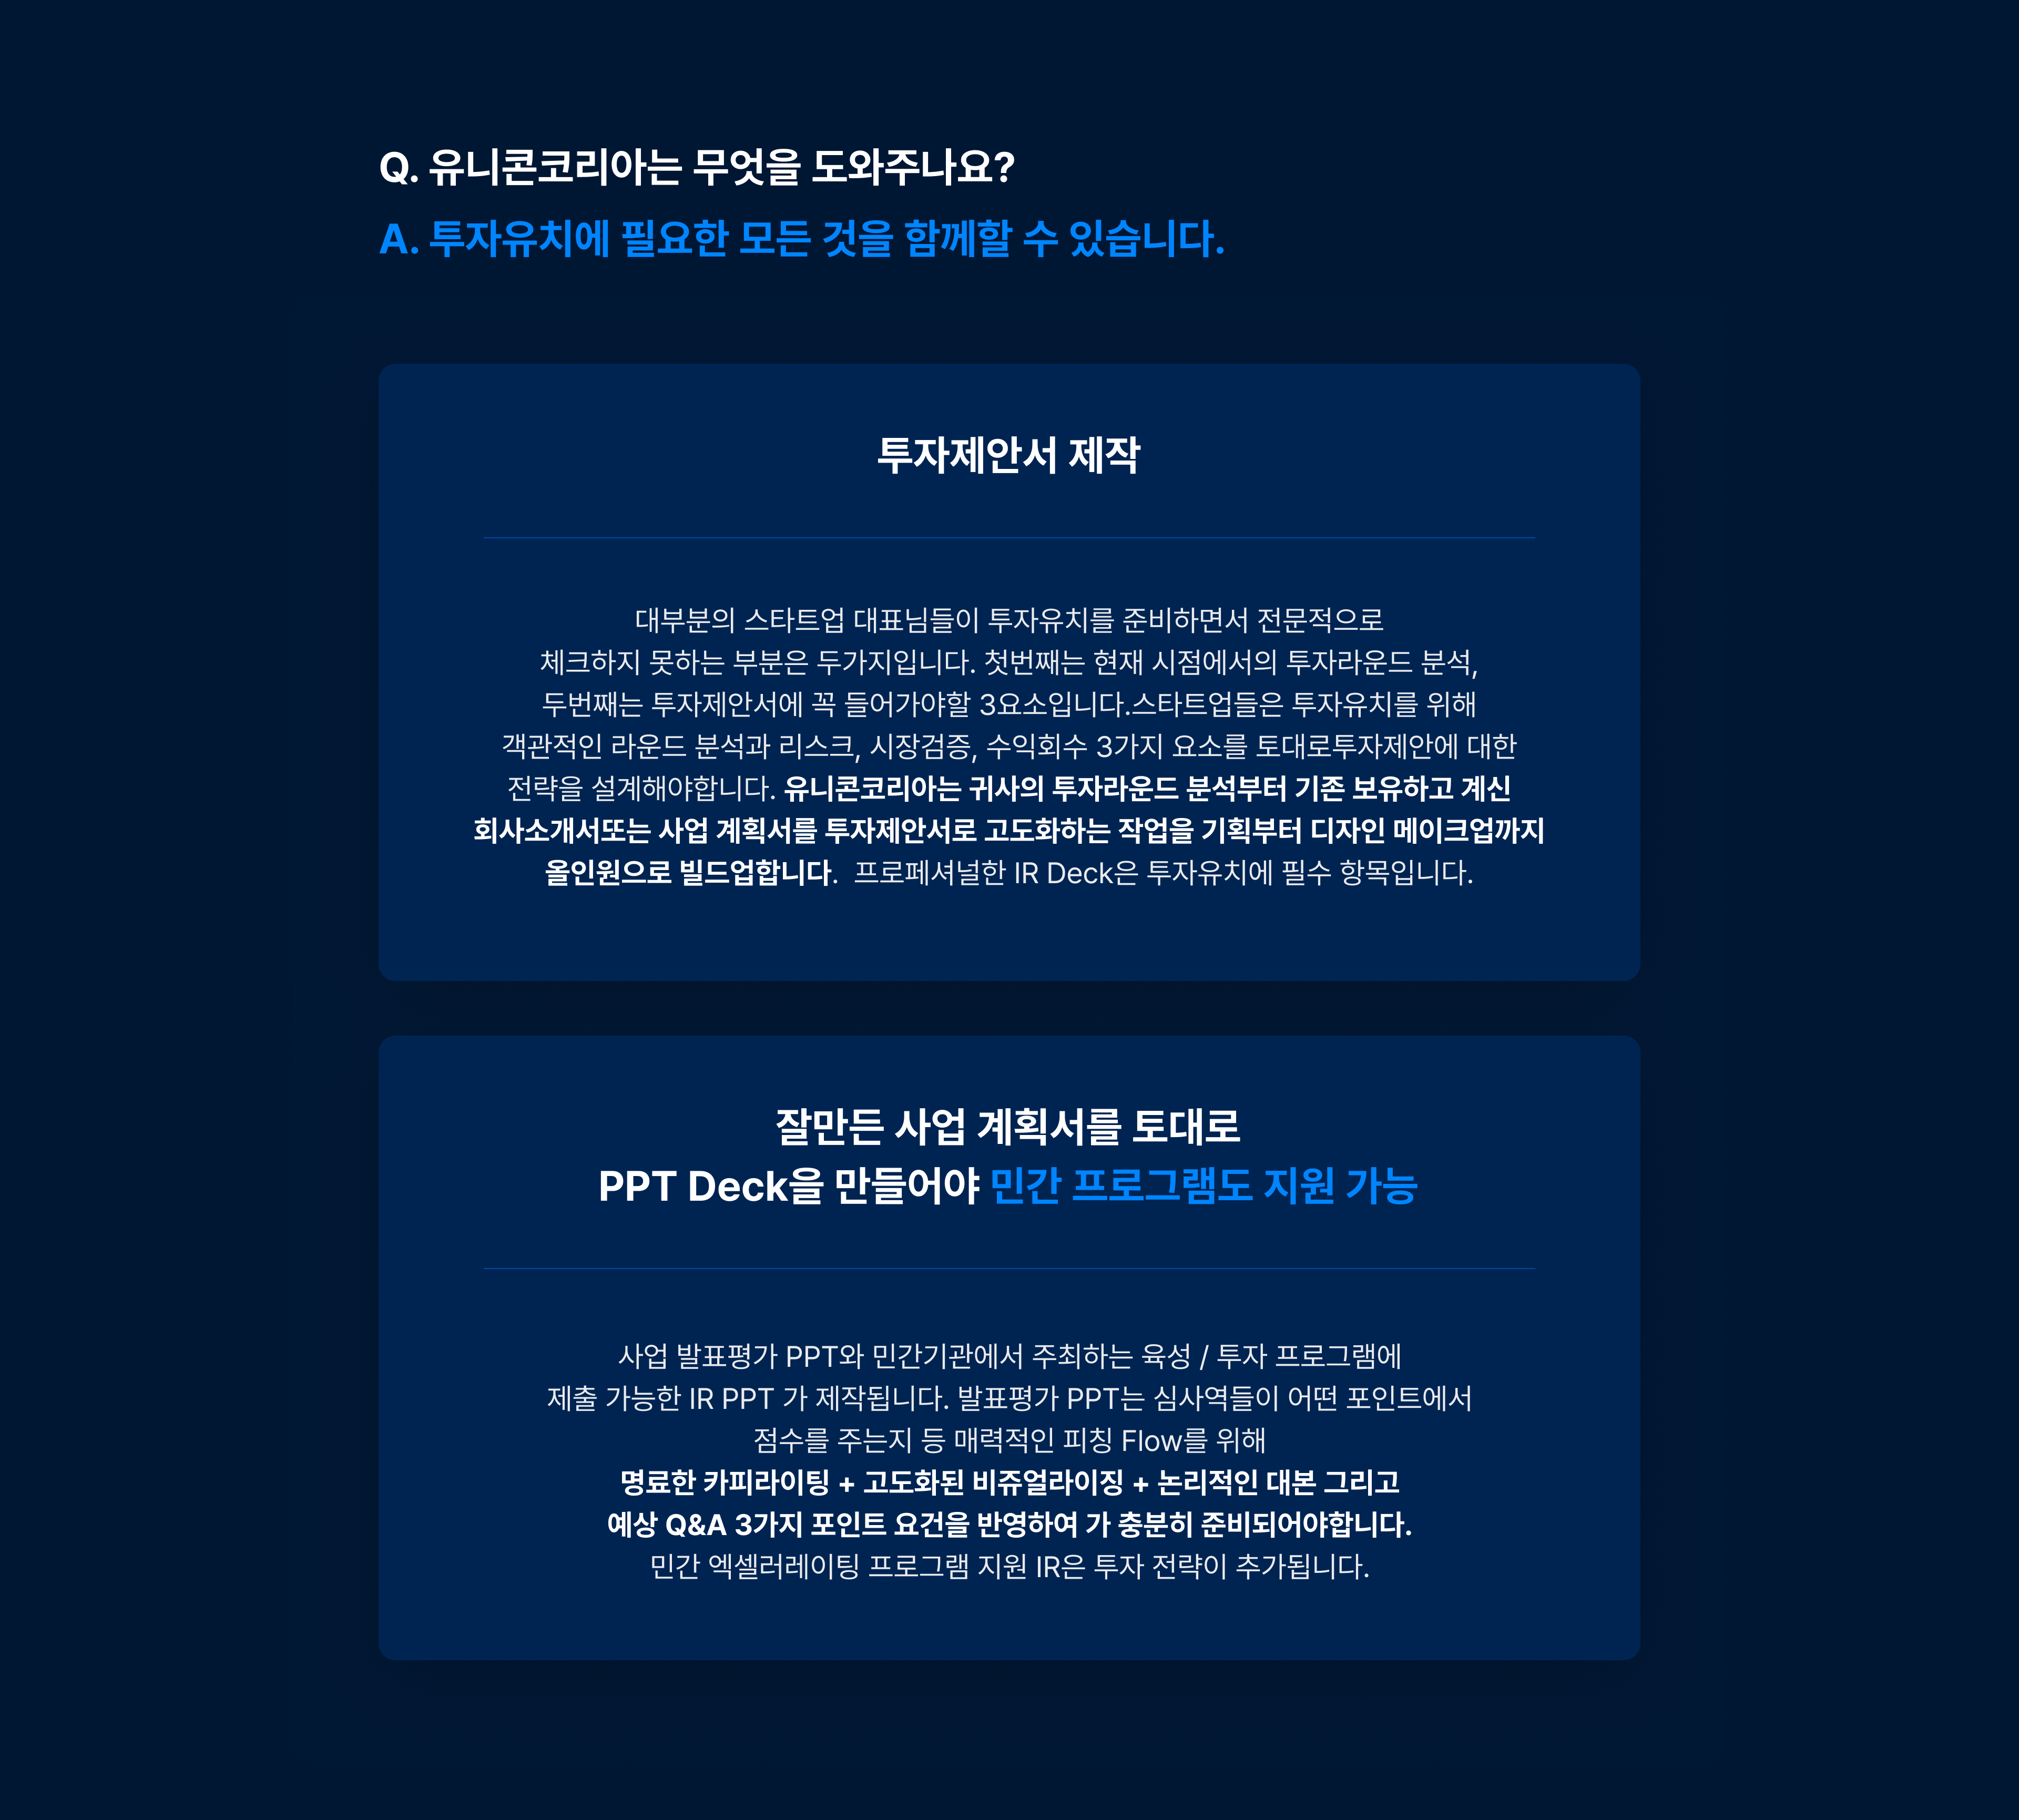 Q. 유니콘코리아는 무엇을 도와주나요?
A. 투자유치에 필요한 모든 것을 함께할 수 있습니다.
투자제안서 제작
대부분의 스타트업 대표님들이 투자유치를 준비하면서 전문적으로
체크하지 못하는 부분은 두가지입니다. 첫번째는 현재 시점에서의 투자라운드 분석,
두번째는 투자제안서에 꼭 들어가야할 3요소입니다.스타트업들은 투자유치를 위해
객관적인 라운드 분석과 리스크, 시장검증, 수익회수 3가지 요소를 토대로투자제안에 대한
전략을 설계해야합니다. 유니콘코리아는 귀사의 투자라운드 분석부터 기존 보유하고 계신
회사소개서또는 사업 계획서를 투자제안서로 고도화하는 작업을 기획부터 디자인 메이크업까지
올인원으로 빌드업합니다.  프로페셔널한 IR Deck은 투자유치에 필수 항목입니다.
잘만든 사업 계획서를 토대로
PPT Deck을 만들어야 민간 프로그램도 지원 가능
사업 발표평가 PPT와 민간기관에서 주최하는 육성 / 투자 프로그램에
제출 가능한 IR PPT 가 제작됩니다. 발표평가 PPT는 심사역들이 어떤 포인트에서
점수를 주는지 등 매력적인 피칭 Flow를 위해
명료한 카피라이팅 + 고도화된 비쥬얼라이징 + 논리적인 대본 그리고
예상 Q&A 3가지 포인트 요건을 반영하여 가 충분히 준비되어야합니다.
민간 엑셀러레이팅 프로그램 지원 IR은 투자 전략이 추가됩니다.